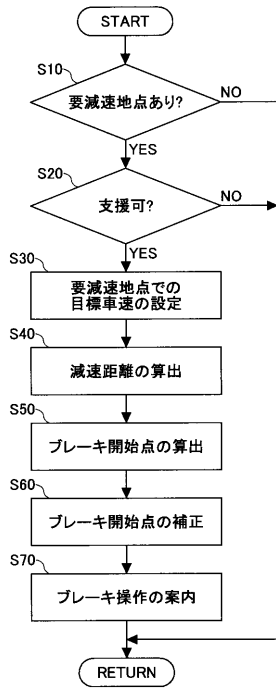 START
S10
要減速地点あり?
NO
YES
S20
支援可?
NO
YES
S30
要減速地点での
目標車速の設定
S40
減速距離の算出
S50
ブレーキ開始点の算出
S60
ブレーキ開始点の補正
S70
ブレーキ操作の案内
RETURN